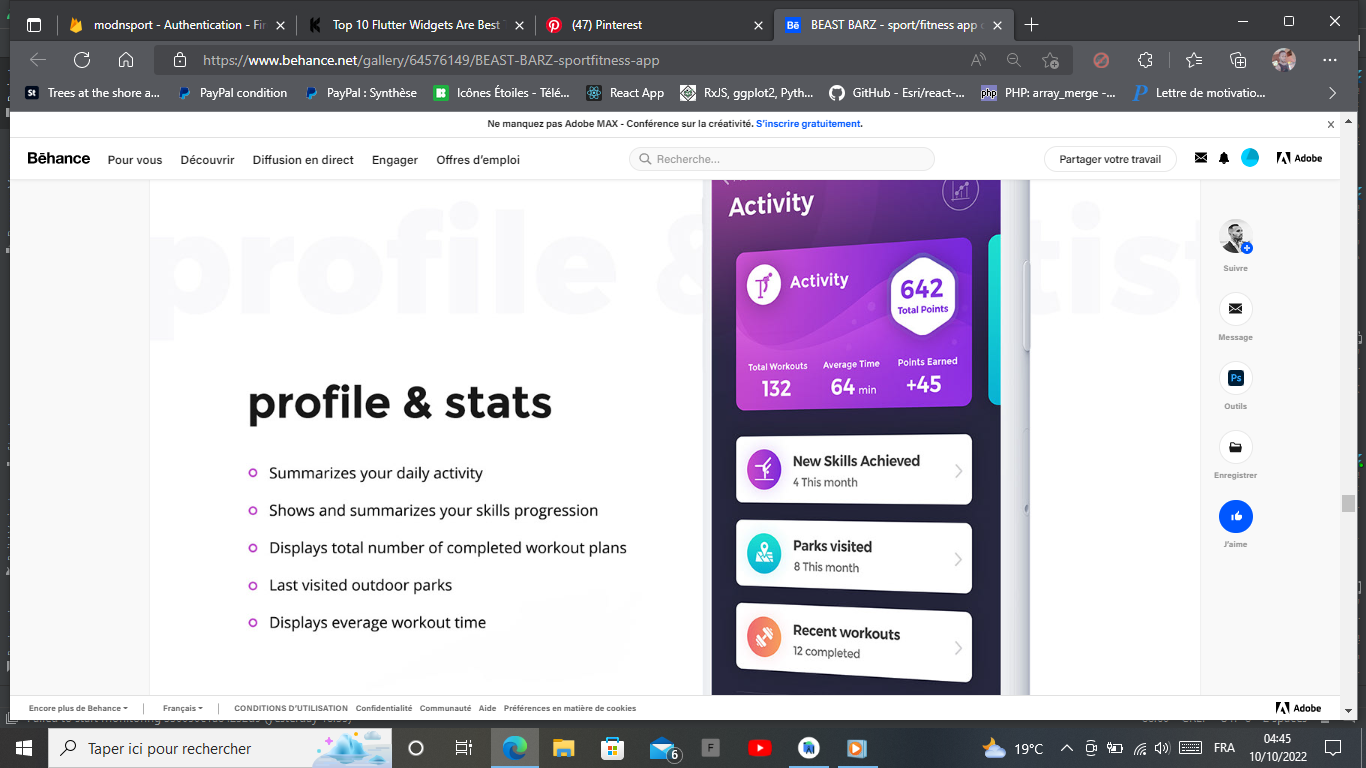 modnsport - Authentication - Fir
Top 10 Flutter Widgets Are Best
(47) Pinterest
Bē
BEAST BARZ - sport/fitness app
https://www.behance.net/gallery/64576149/BEAST-BARZ-sportfitness-app
St
Trees at the shore a...
PayPal condition
PayPal : Synthèse
Icônes Étoiles - Télé...
React App
RxJS, ggplot2, Pyth...
GitHub - Esri/react-...
php
PHP: array_merge -...
Lettre de motivatio...
Ne manquez pas Adobe MAX - Conférence sur la créativité. S'inscrire gratuitement.
Bēhance
Pour vous
Découvrir
Diffusion en direct
Engager
Offres d'emploi
Recherche...
Partager votre travail
Adobe
profile &
Activity
Activity
642
Total Points
Total Workouts
Average Time
Points Earned
132
64 min
+45
profile & stats
Summarizes your daily activity
Shows and summarizes your skills progression
Displays total number of completed workout plans
Last visited outdoor parks
Displays everage workout time
New Skills Achieved
4 This month
Parks visited
8 This month
Recent workouts
12 completed
Suivre
Message
Ps
Outils
Enregistrer
J'aime
Encore plus de Behance
Français
CONDITIONS D'UTILISATION
Confidentialité
Communauté
Aide
Préférences en matière de cookies
Adobe
Taper ici pour rechercher
6
F
19°C
FRA
04:45
10/10/2022